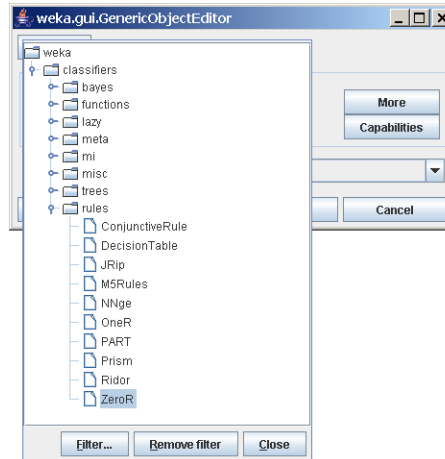 weka.gui.GenericObjectEditor
weka
classifiers
bayes
functions
lazy
meta
mi
misc
trees
rules
ConjunctiveRule
DecisionTable
JRip
M5Rules
NNge
OneR
PART
Prism
Ridor
ZeroR
More
Capabilities
Cancel
Filter...
Remove filter
Close